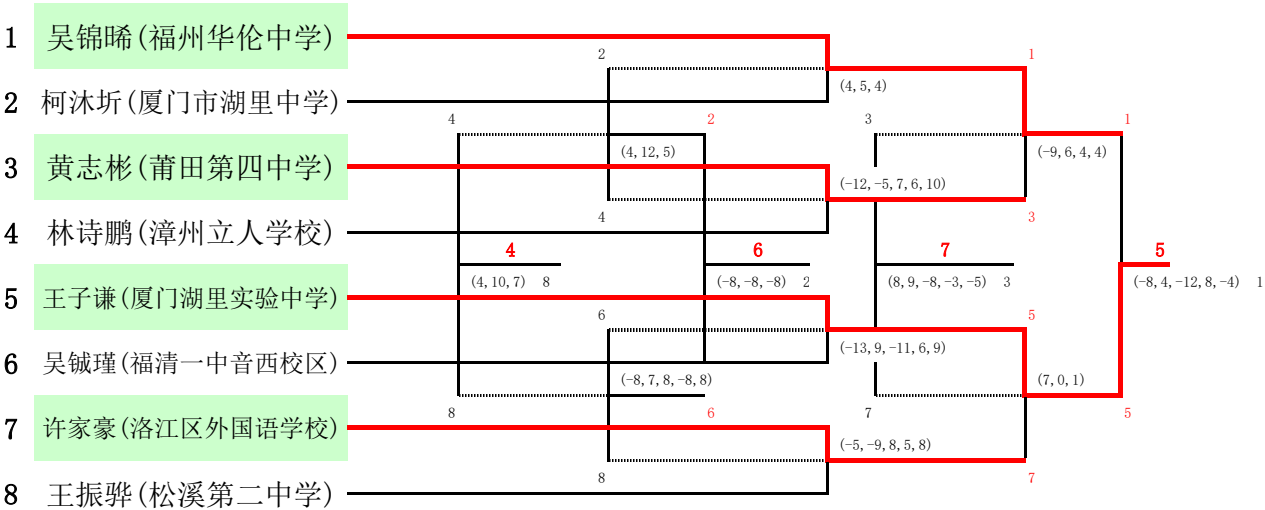 1 吴锦晞(福州华伦中学)
2 1
(4, 5, 4)
2 柯沐圻(厦门市湖里中学)
4 2 3 1
(4, 12, 5) (-9, 6, 4, 4)
3 黄志彬(莆田第四中学)
(-12, -5, 7, 6, 10)
4 3
4 林诗鹏(漳州立人学校)
4 6 7 5
(4, 10, 7) 8 (-8, -8, -8) 2 (8, 9, -8, -3, -5) 3 (-8, 4, -12, 8, -4) 1
5 王子谦(厦门湖里实验中学)
6 5
(-13, 9, -11, 6, 9)
6 吴铖瑾(福清一中音西校区)
(-8, 7, 8, -8, 8) (7, 0, 1)
8 6 7 5
7 许家豪(洛江区外国语学校)
(-5, -9, 8, 5, 8)
8 7
8 王振骅(松溪第二中学)